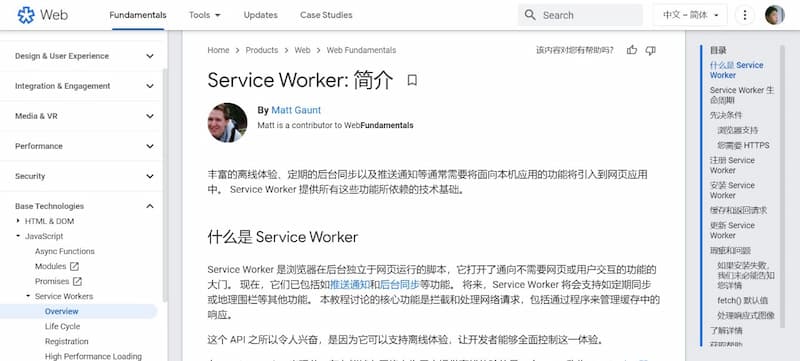 Web
Fundamentals
Tools
Updates
Case Studies
Search
中文 – 简体
Design & User Experience
Integration & Engagement
Media & VR
Performance
Security
Base Technologies
HTML & DOM
JavaScript
Async Functions
Modules
Promises
Service Workers
Overview
Life Cycle
Registration
High Performance Loading
Home > Products > Web > Web Fundamentals
该内容对您有帮助吗?
Service Worker: 简介
By Matt Gaunt
Matt is a contributor to WebFundamentals
丰富的离线体验、定期的后台同步以及推送通知等通常需要将面向本机应用的功能将引入到网页应用
中。 Service Worker 提供所有这些功能所依赖的技术基础。
什么是 Service Worker
Service Worker 是浏览器在后台独立于网页运行的脚本，它打开了通向不需要网页或用户交互的功能的
大门。 现在，它们已包括如推送通知和后台同步等功能。 将来，Service Worker 将会支持如定期同步
或地理围栏等其他功能。 本教程讨论的核心功能是拦截和处理网络请求，包括通过程序来管理缓存中的
响应。
这个 API 之所以令人兴奋，是因为它可以支持离线体验，让开发者能够全面控制这一体验。
目录
什么是 Service
Worker
Service Worker 生
命周期
先决条件
浏览器支持
您需要 HTTPS
注册 Service
Worker
安装 Service
Worker
缓存和返回请求
更新 Service
Worker
瑕疵和问题
如果安装失败，
我们未必能告知
您详情
fetch() 默认值
处理响应式图像
了解详情
获取帮助